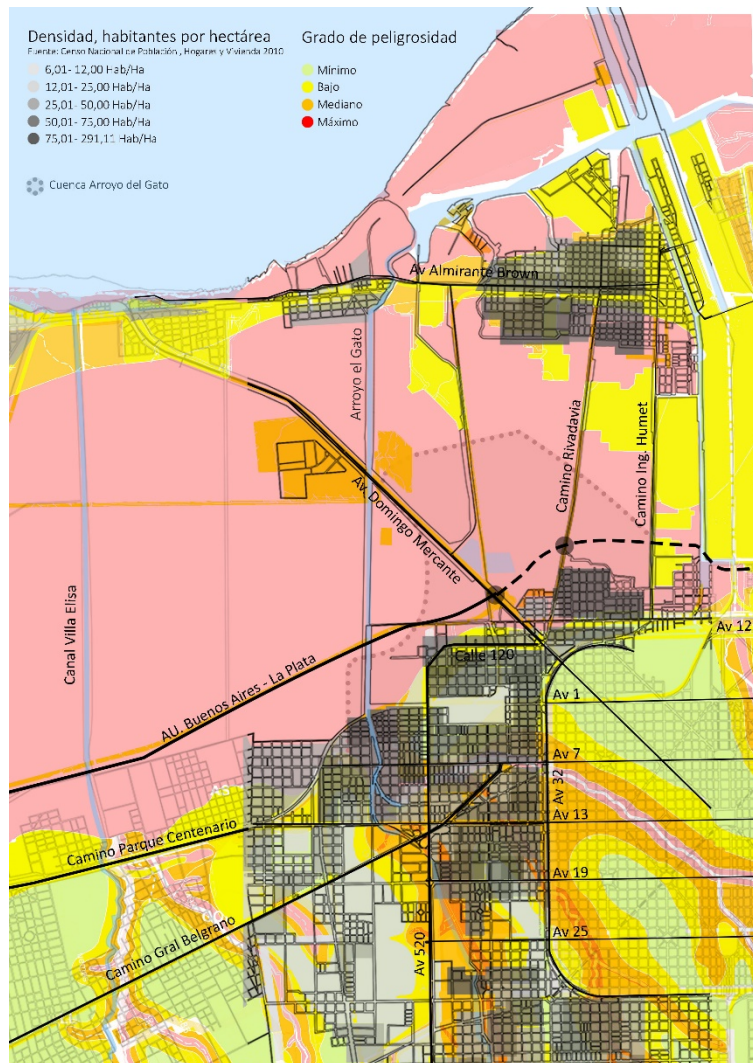 Densidad, habitantes por hectárea
Fuente: Censo Nacional de Población , Hogares y Vivienda 2010
6,01- 12,00 Hab/Ha
12,01- 25,00 Hab/Ha
25,01- 50,00 Hab/Ha
50,01- 75,00 Hab/Ha
75,01- 291,11 Hab/Ha
Cuenca Arroyo del Gato
Grado de peligrosidad
Mínimo
Bajo
Mediano
Máximo
Av Almirante Brown
Arroyo el Gato
Camino Rivadavia
Camino Ing. Humet
Av. Domingo Mercante
Canal Villa Elisa
AU. Buenos Aires - La Plata
Calle 120
Av 12
Av 1
Av 7
Av 32
As
Camino Parque Centenario
Av 13
Av 19
Camino Gral Belgrano
Av 520
Av 25